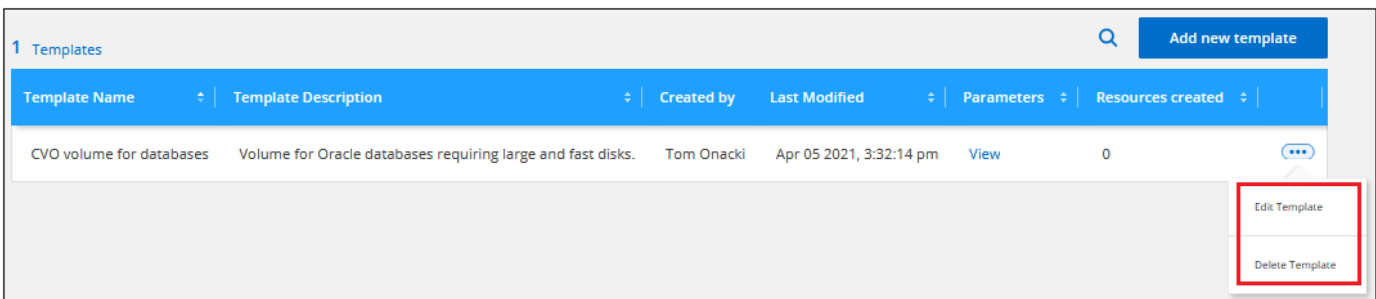 1 Templates
Add new template
Template Name Template Description Created by Last Modified Parameters Resources created
CVO volume for databases Volume for Oracle databases requiring large and fast disks. Tom Onacki Apr 05 2021, 3:32:14 pm View 0
Edit Template
Delete Template